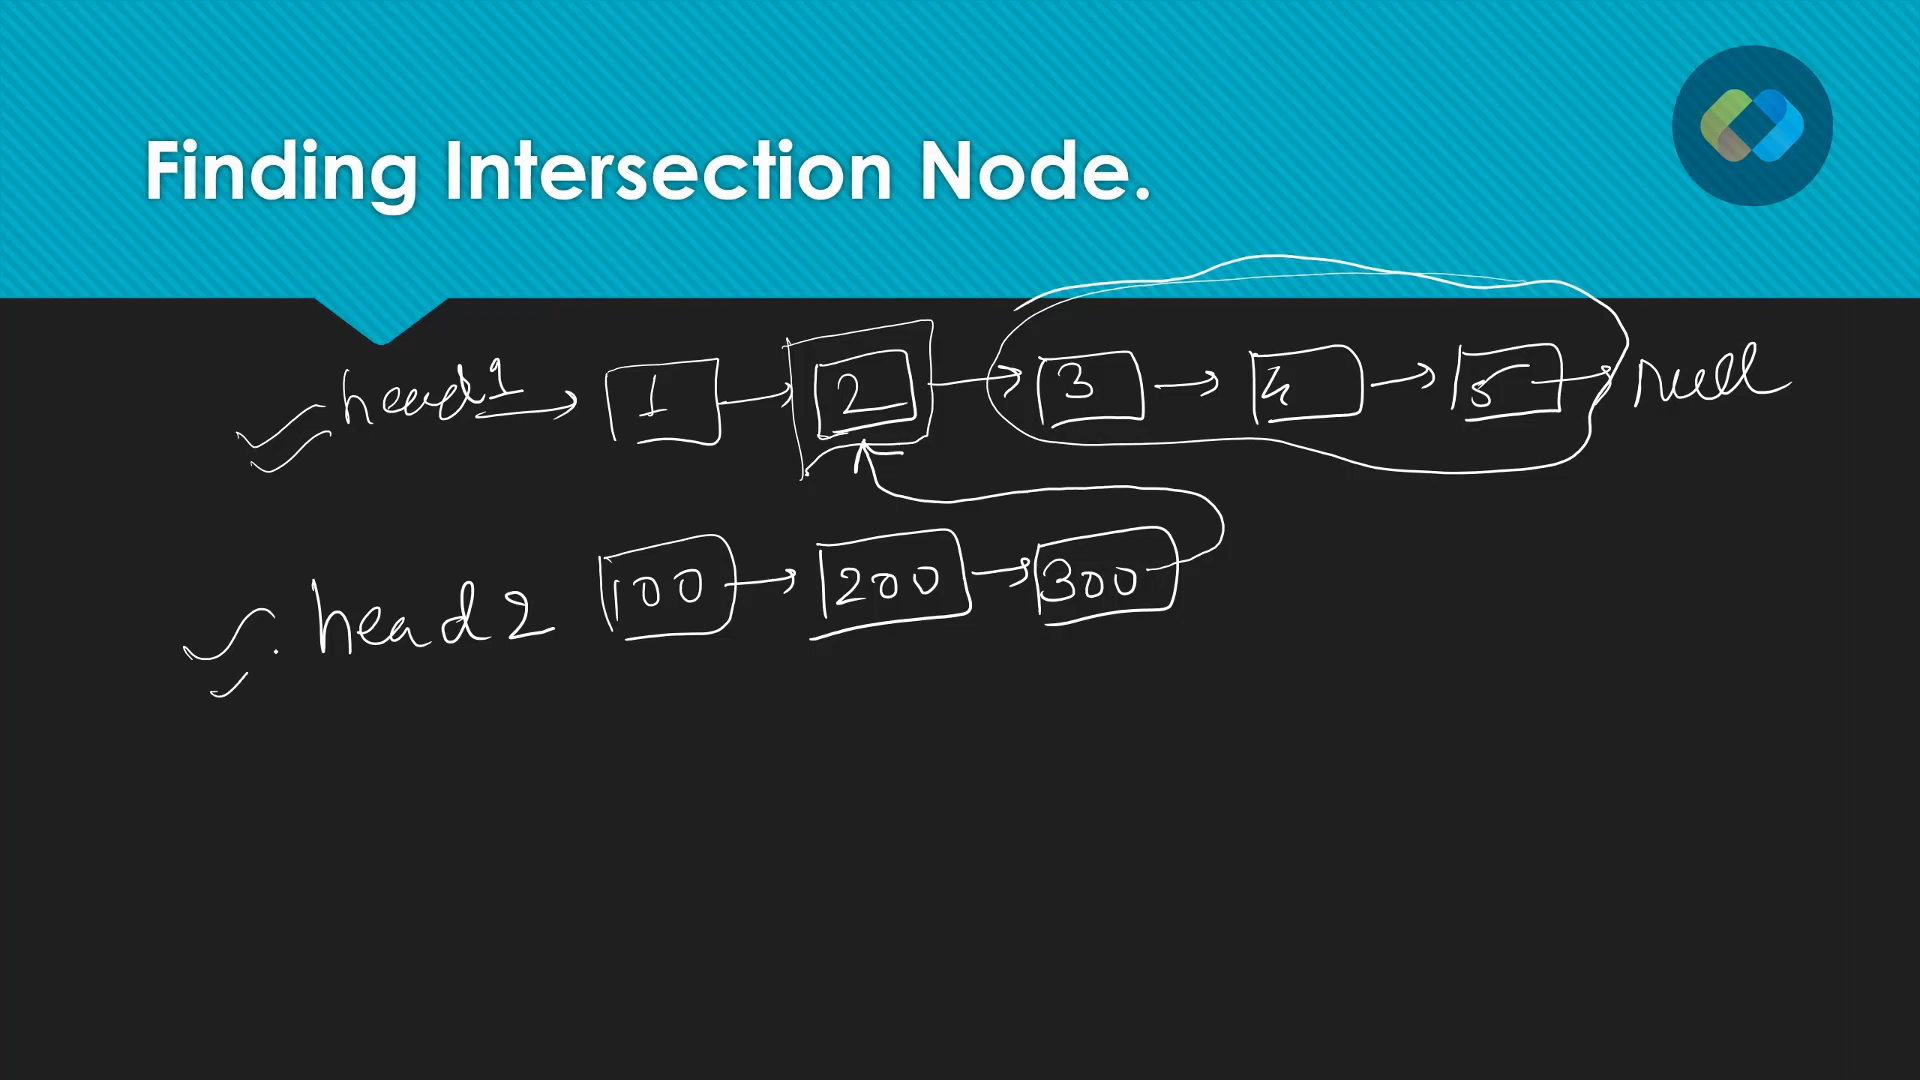 Finding Intersection Node.
head1 → 1 → 2 → 3 → 4 → 5 → null
head2 100 → 200 → 300